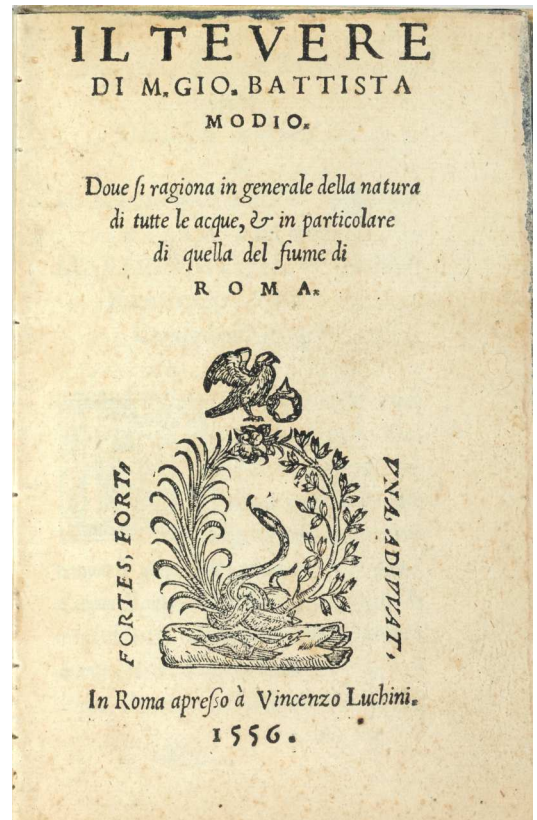 IL TEVERE
DI M. GIO. BATTISTA
MODIO.
Doue ſi ragiona in generale della natura
di tutte le acque, & in particolare
di quella del fiume di
ROMA.
FORTES, FORT,
VNA ADIVVAT,
In Roma apreſſo à Vincenzo Luchini.
1556.